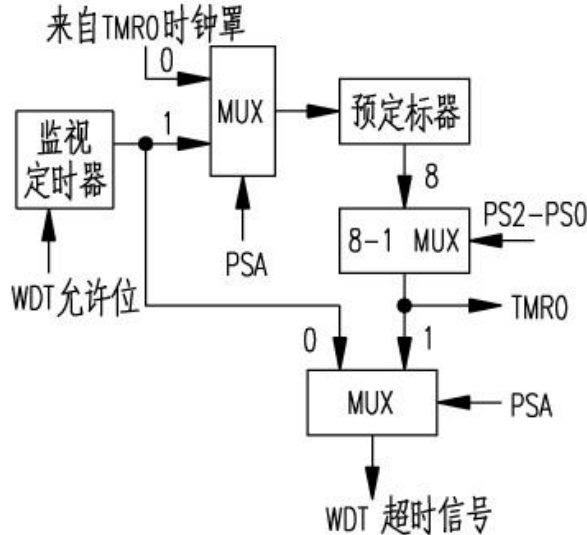 来自TMR0时钟罩
0
MUX
预定标器
监视
定时器
1
8
PS2-PS0
8-1 MUX
PSA
WDT允许位
TMR0
0
1
MUX
PSA
WDT 超时信号